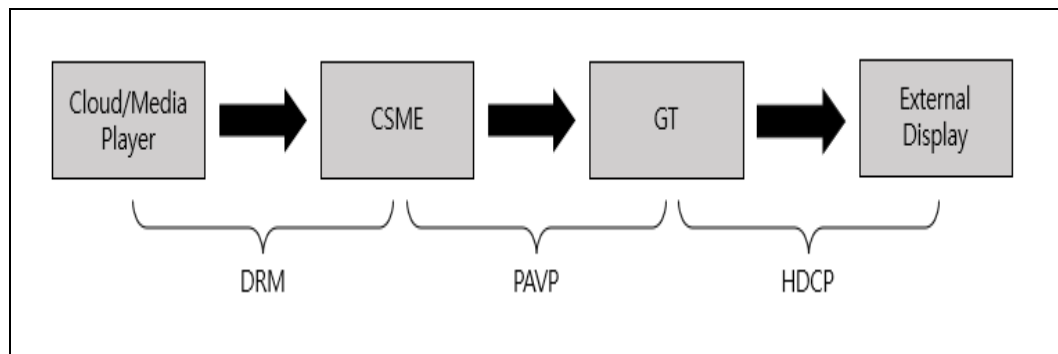 Cloud/Media
Player
CSME
GT
External
Display
DRM
PAVP
HDCP